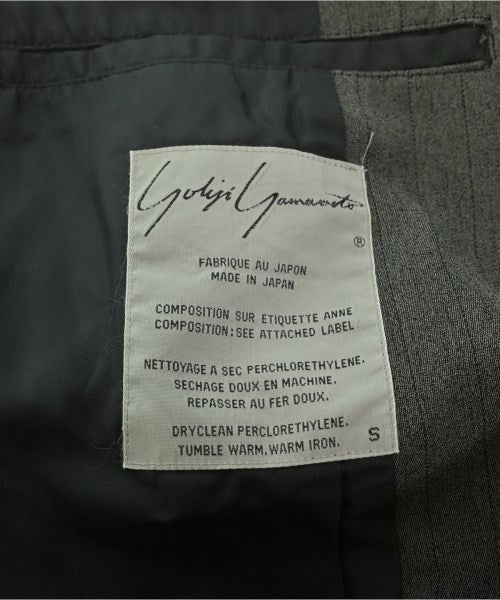 Yohji Yamamoto
®
FABRIQUE AU JAPON
MADE IN JAPAN
COMPOSITION SUR ETIQUETTE ANNE
COMPOSITION:SEE ATTACHED LABEL
NETTOYAGE A SEC PERCHLORETHYLENE.
SECHAGE DOUX EN MACHINE.
REPASSER AU FER DOUX.
DRYCLEAN PERCLORETHYLENE.
TUMBLE WARM.WARM IRON. S